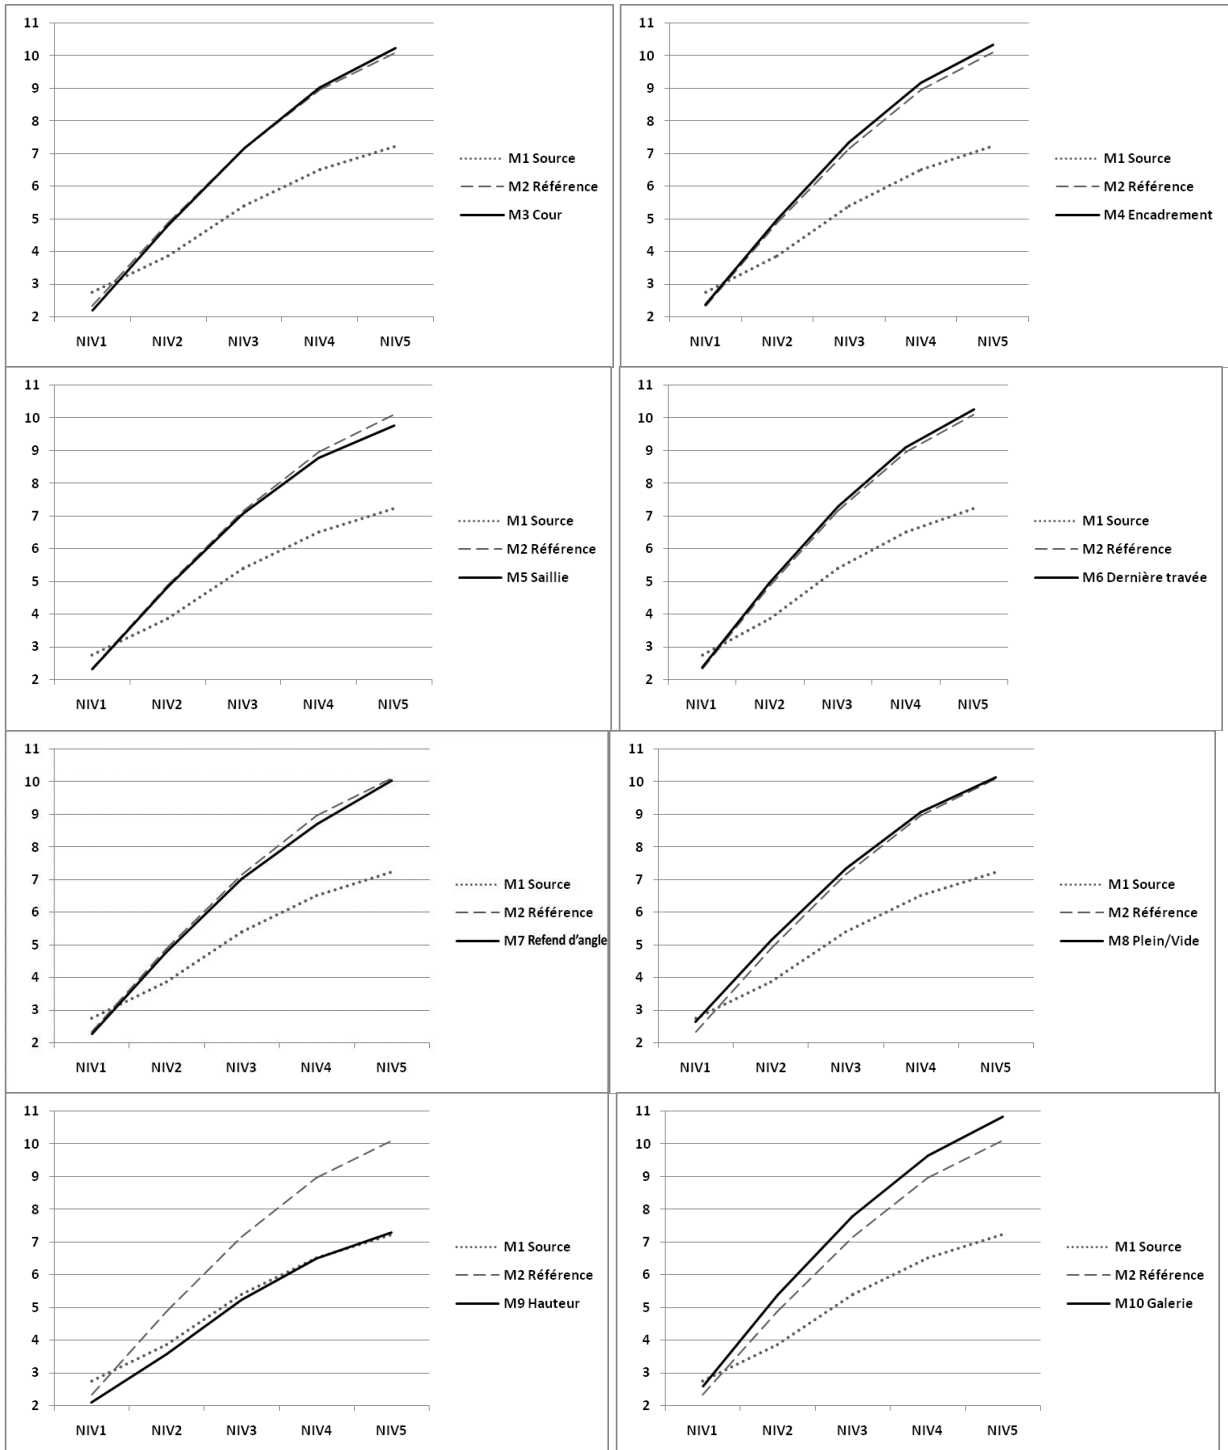 11
10
9
8
7
6
5
4
3
2
NIV1 NIV2 NIV3 NIV4 NIV5
M1 Source
M2 Référence
M3 Cour
11
10
9
8
7
6
5
4
3
2
NIV1 NIV2 NIV3 NIV4 NIV5
M1 Source
M2 Référence
M4 Encadrement
11
10
9
8
7
6
5
4
3
2
NIV1 NIV2 NIV3 NIV4 NIV5
M1 Source
M2 Référence
M5 Saillie
11
10
9
8
7
6
5
4
3
2
NIV1 NIV2 NIV3 NIV4 NIV5
M1 Source
M2 Référence
M6 Dernière travée
11
10
9
8
7
6
5
4
3
2
NIV1 NIV2 NIV3 NIV4 NIV5
M1 Source
M2 Référence
M7 Refend d'angle
11
10
9
8
7
6
5
4
3
2
NIV1 NIV2 NIV3 NIV4 NIV5
M1 Source
M2 Référence
M8 Plein/Vide
11
10
9
8
7
6
5
4
3
2
NIV1 NIV2 NIV3 NIV4 NIV5
M1 Source
M2 Référence
M9 Hauteur
11
10
9
8
7
6
5
4
3
2
NIV1 NIV2 NIV3 NIV4 NIV5
M1 Source
M2 Référence
M10 Galerie